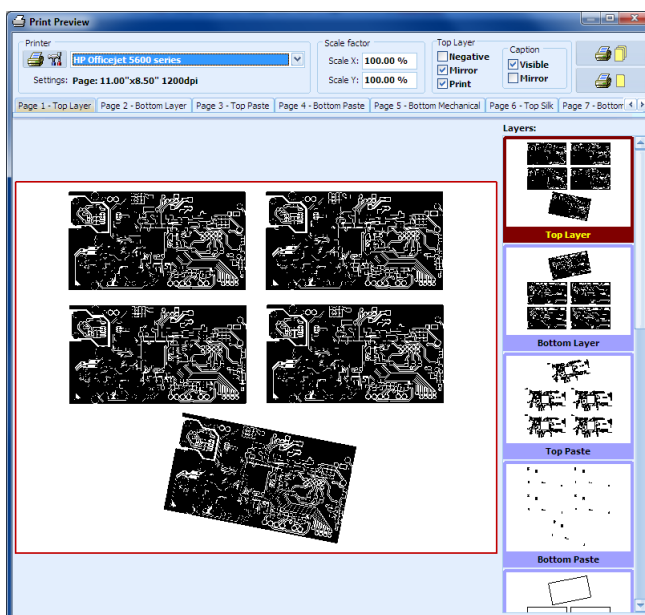 Print Preview
Printer
HP Officejet 5600 series
Settings: Page: 11.00"x8.50" 1200dpi
Scale factor
Scale X: 100.00 %
Scale Y: 100.00 %
Top Layer
Negative
Mirror
Print
Caption
Visible
Mirror
Page 1 - Top Layer Page 2 - Bottom Layer Page 3 - Top Paste Page 4 - Bottom Paste Page 5 - Bottom Mechanical Page 6 - Top Silk Page 7 - Bottom
Layers:
Top Layer
Bottom Layer
Top Paste
Bottom Paste